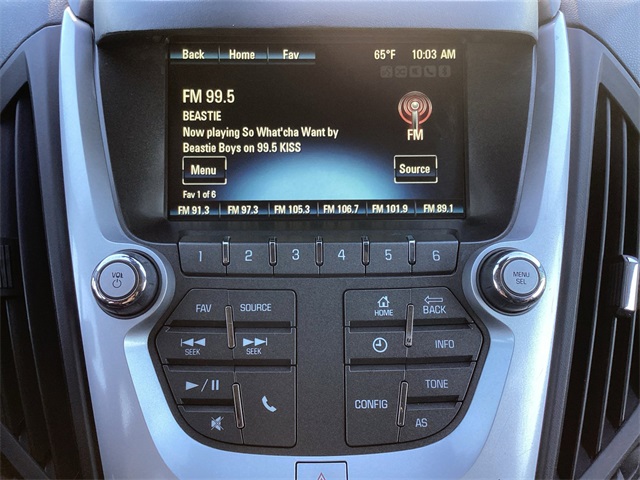 Back Home Fav 65°F 10:03 AM
FM 99.5
BEASTIE
Now playing So What'cha Want by
Beastie Boys on 99.5 KISS
FM
Menu Source
Fav 1 of 6
FM 91.3 FM 97.3 FM 105.3 FM 106.7 FM 101.9 FM 89.1
1 2 3 4 5 6
VOL
MENU
SEL
FAV SOURCE
HOME BACK
SEEK SEEK
INFO
TONE
CONFIG
AS